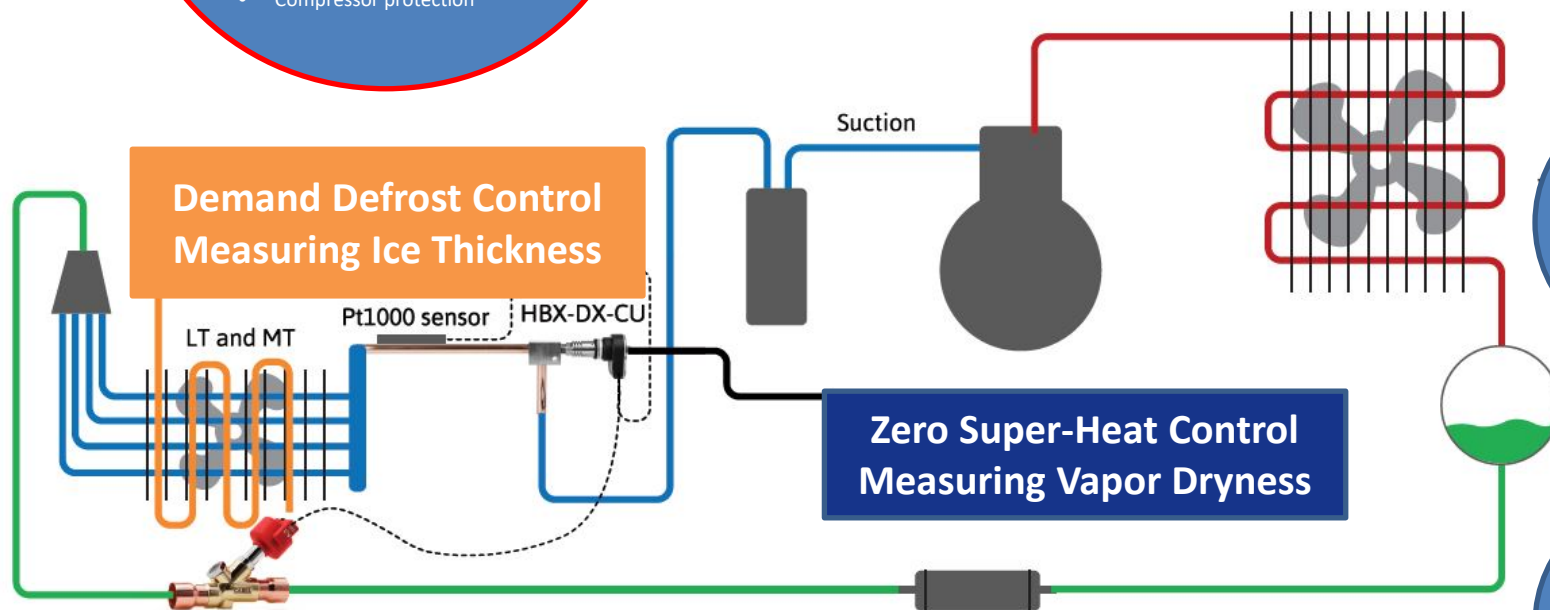 Compressor protection
Suction
Demand Defrost Control
Measuring Ice Thickness
Pt1000 sensor
HBX-DX-CU
LT and MT
Zero Super-Heat Control
Measuring Vapor Dryness